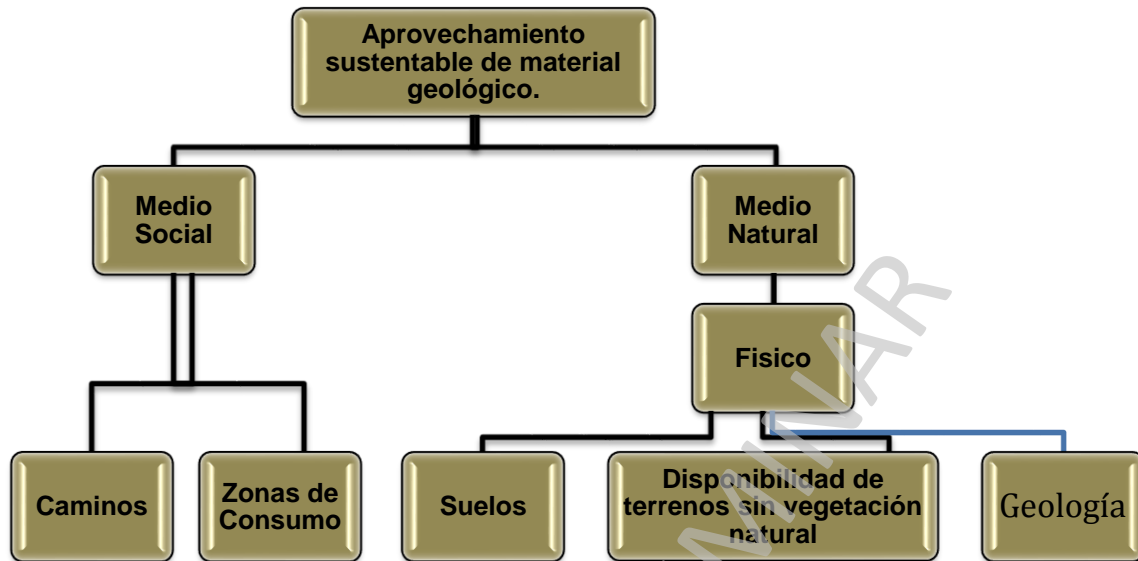 Aprovechamiento
sustentable de material
geológico.
Medio
Social
Medio
Natural
Fisico
Caminos
Zonas de
Consumo
Suelos
Disponibilidad de
terrenos sin vegetación
natural
Geología
MINAR